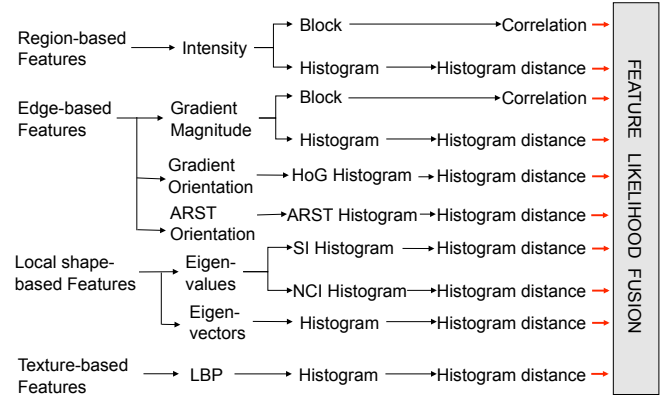 Block
Correlation
Region-based
Features
Intensity
Histogram
Histogram distance
Edge-based
Features
Gradient
Magnitude
Block
Correlation
Histogram
Histogram distance
Gradient
Orientation
HoG Histogram
Histogram distance
ARST
Orientation
ARST Histogram
Histogram distance
Local shape-
based Features
Eigen-
values
SI Histogram
Histogram distance
NCI Histogram
Histogram distance
Eigen-
vectors
Histogram
Histogram distance
Texture-based
Features
LBP
Histogram
Histogram distance
FEATURE LIKELIHOOD FUSION